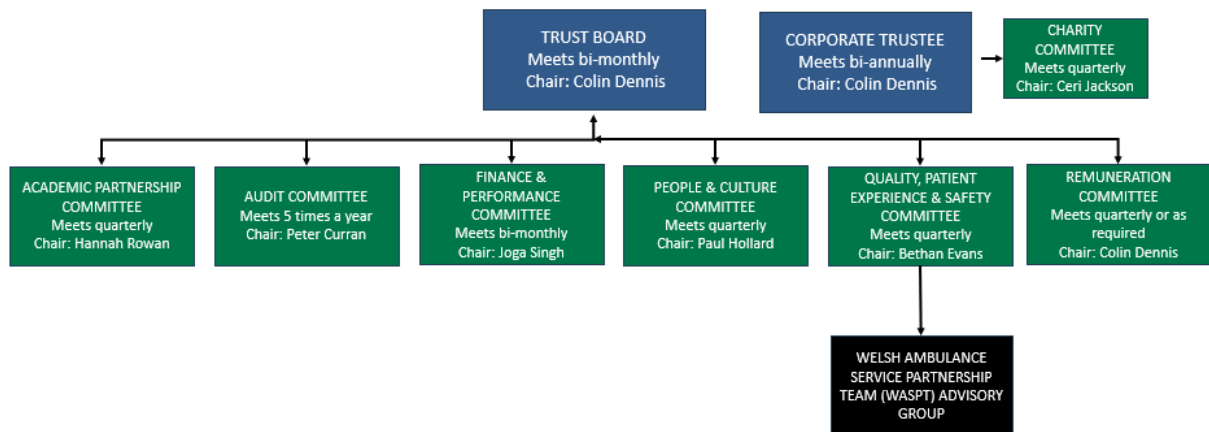 TRUST BOARD
Meets bi-monthly
Chair: Colin Dennis
CORPORATE TRUSTEE
Meets bi-annually
Chair: Colin Dennis
CHARITY
COMMITTEE
Meets quarterly
Chair: Ceri Jackson
ACADEMIC PARTNERSHIP
COMMITTEE
Meets quarterly
Chair: Hannah Rowan
AUDIT COMMITTEE
Meets 5 times a year
Chair: Peter Curran
FINANCE &
PERFORMANCE
COMMITTEE
Meets bi-monthly
Chair: Joga Singh
PEOPLE & CULTURE
COMMITTEE
Meets quarterly
Chair: Paul Hollard
QUALITY, PATIENT
EXPERIENCE & SAFETY
COMMITTEE
Meets quarterly
Chair: Bethan Evans
REMUNERATION
COMMITTEE
Meets quarterly or as
required
Chair: Colin Dennis
WELSH AMBULANCE
SERVICE PARTNERSHIP
TEAM (WASPT) ADVISORY
GROUP